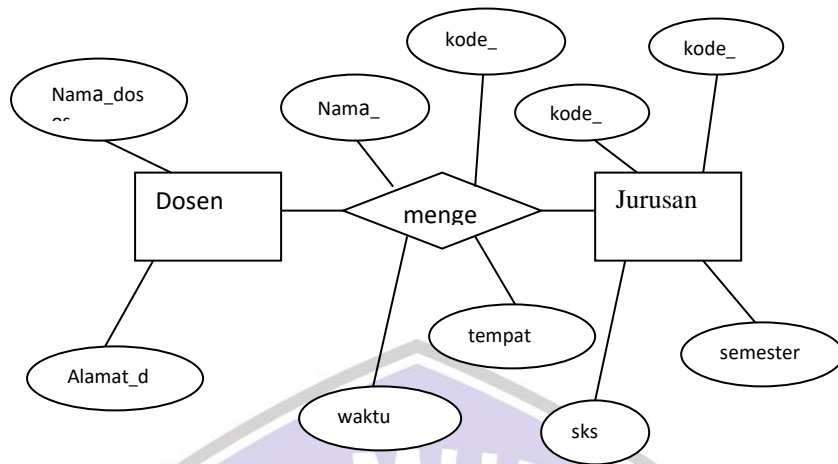 kode_
kode_
Nama_dos
Nama_
kode_
Dosen
menge
Jurusan
tempat
semester
Alamat_d
waktu
sks